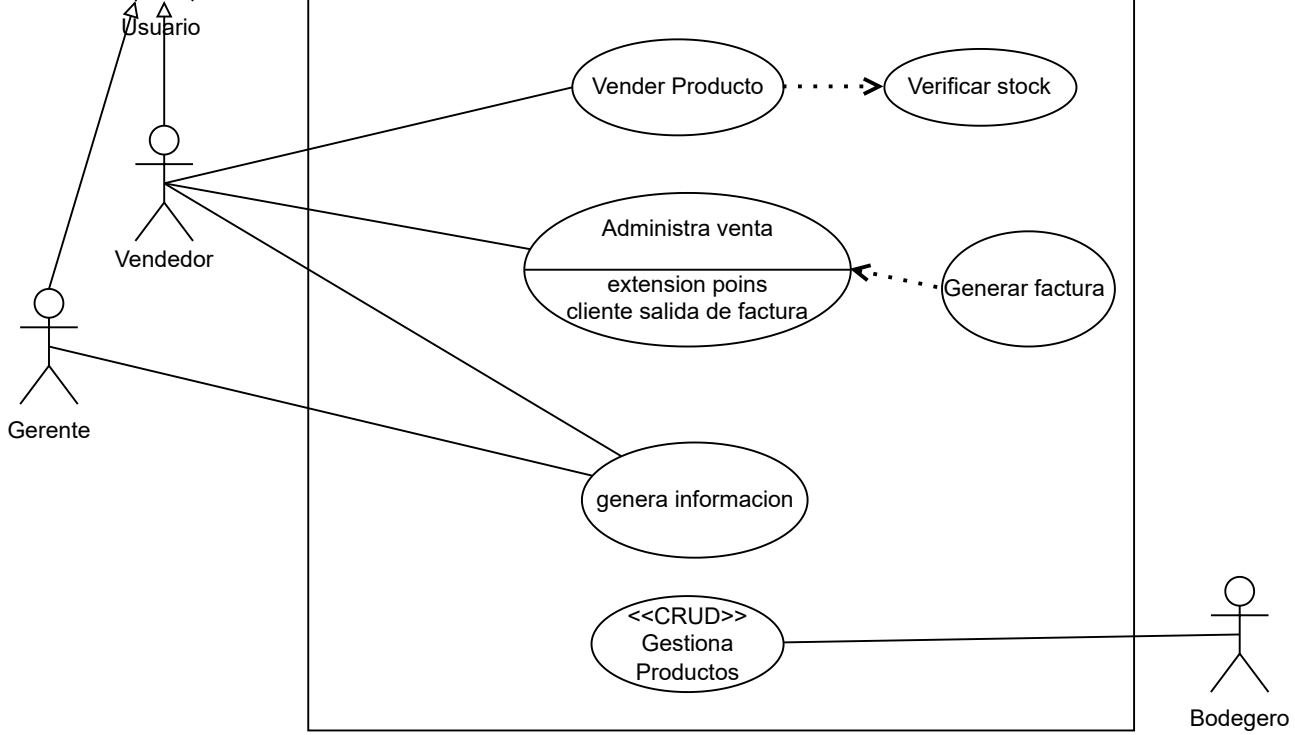 Usuario
Vender Producto
Verificar stock
Vendedor
Administra venta
extension poins
cliente salida de factura
Generar factura
Gerente
genera informacion
<<CRUD>>
Gestiona
Productos
Bodegero